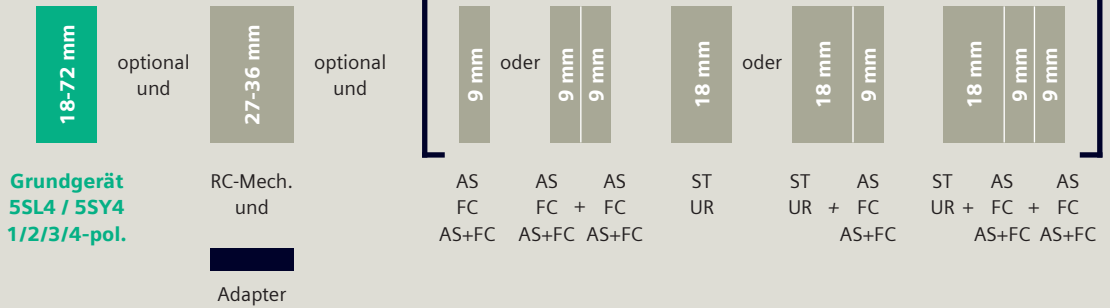 18-72 mm
optional
und
27-36 mm
optional
und
9 mm
oder
9 mm
9 mm
18 mm
oder
18 mm
9 mm
18 mm
9 mm
9 mm
Grundgerät
5SL4 / 5SY4
1/2/3/4-pol.
RC-Mech.
und
Adapter
AS
FC
AS+FC
AS AS
FC + FC
AS+FC AS+FC
ST
UR
ST AS
UR + FC
AS+FC
ST AS AS
UR + FC + FC
AS+FC AS+FC